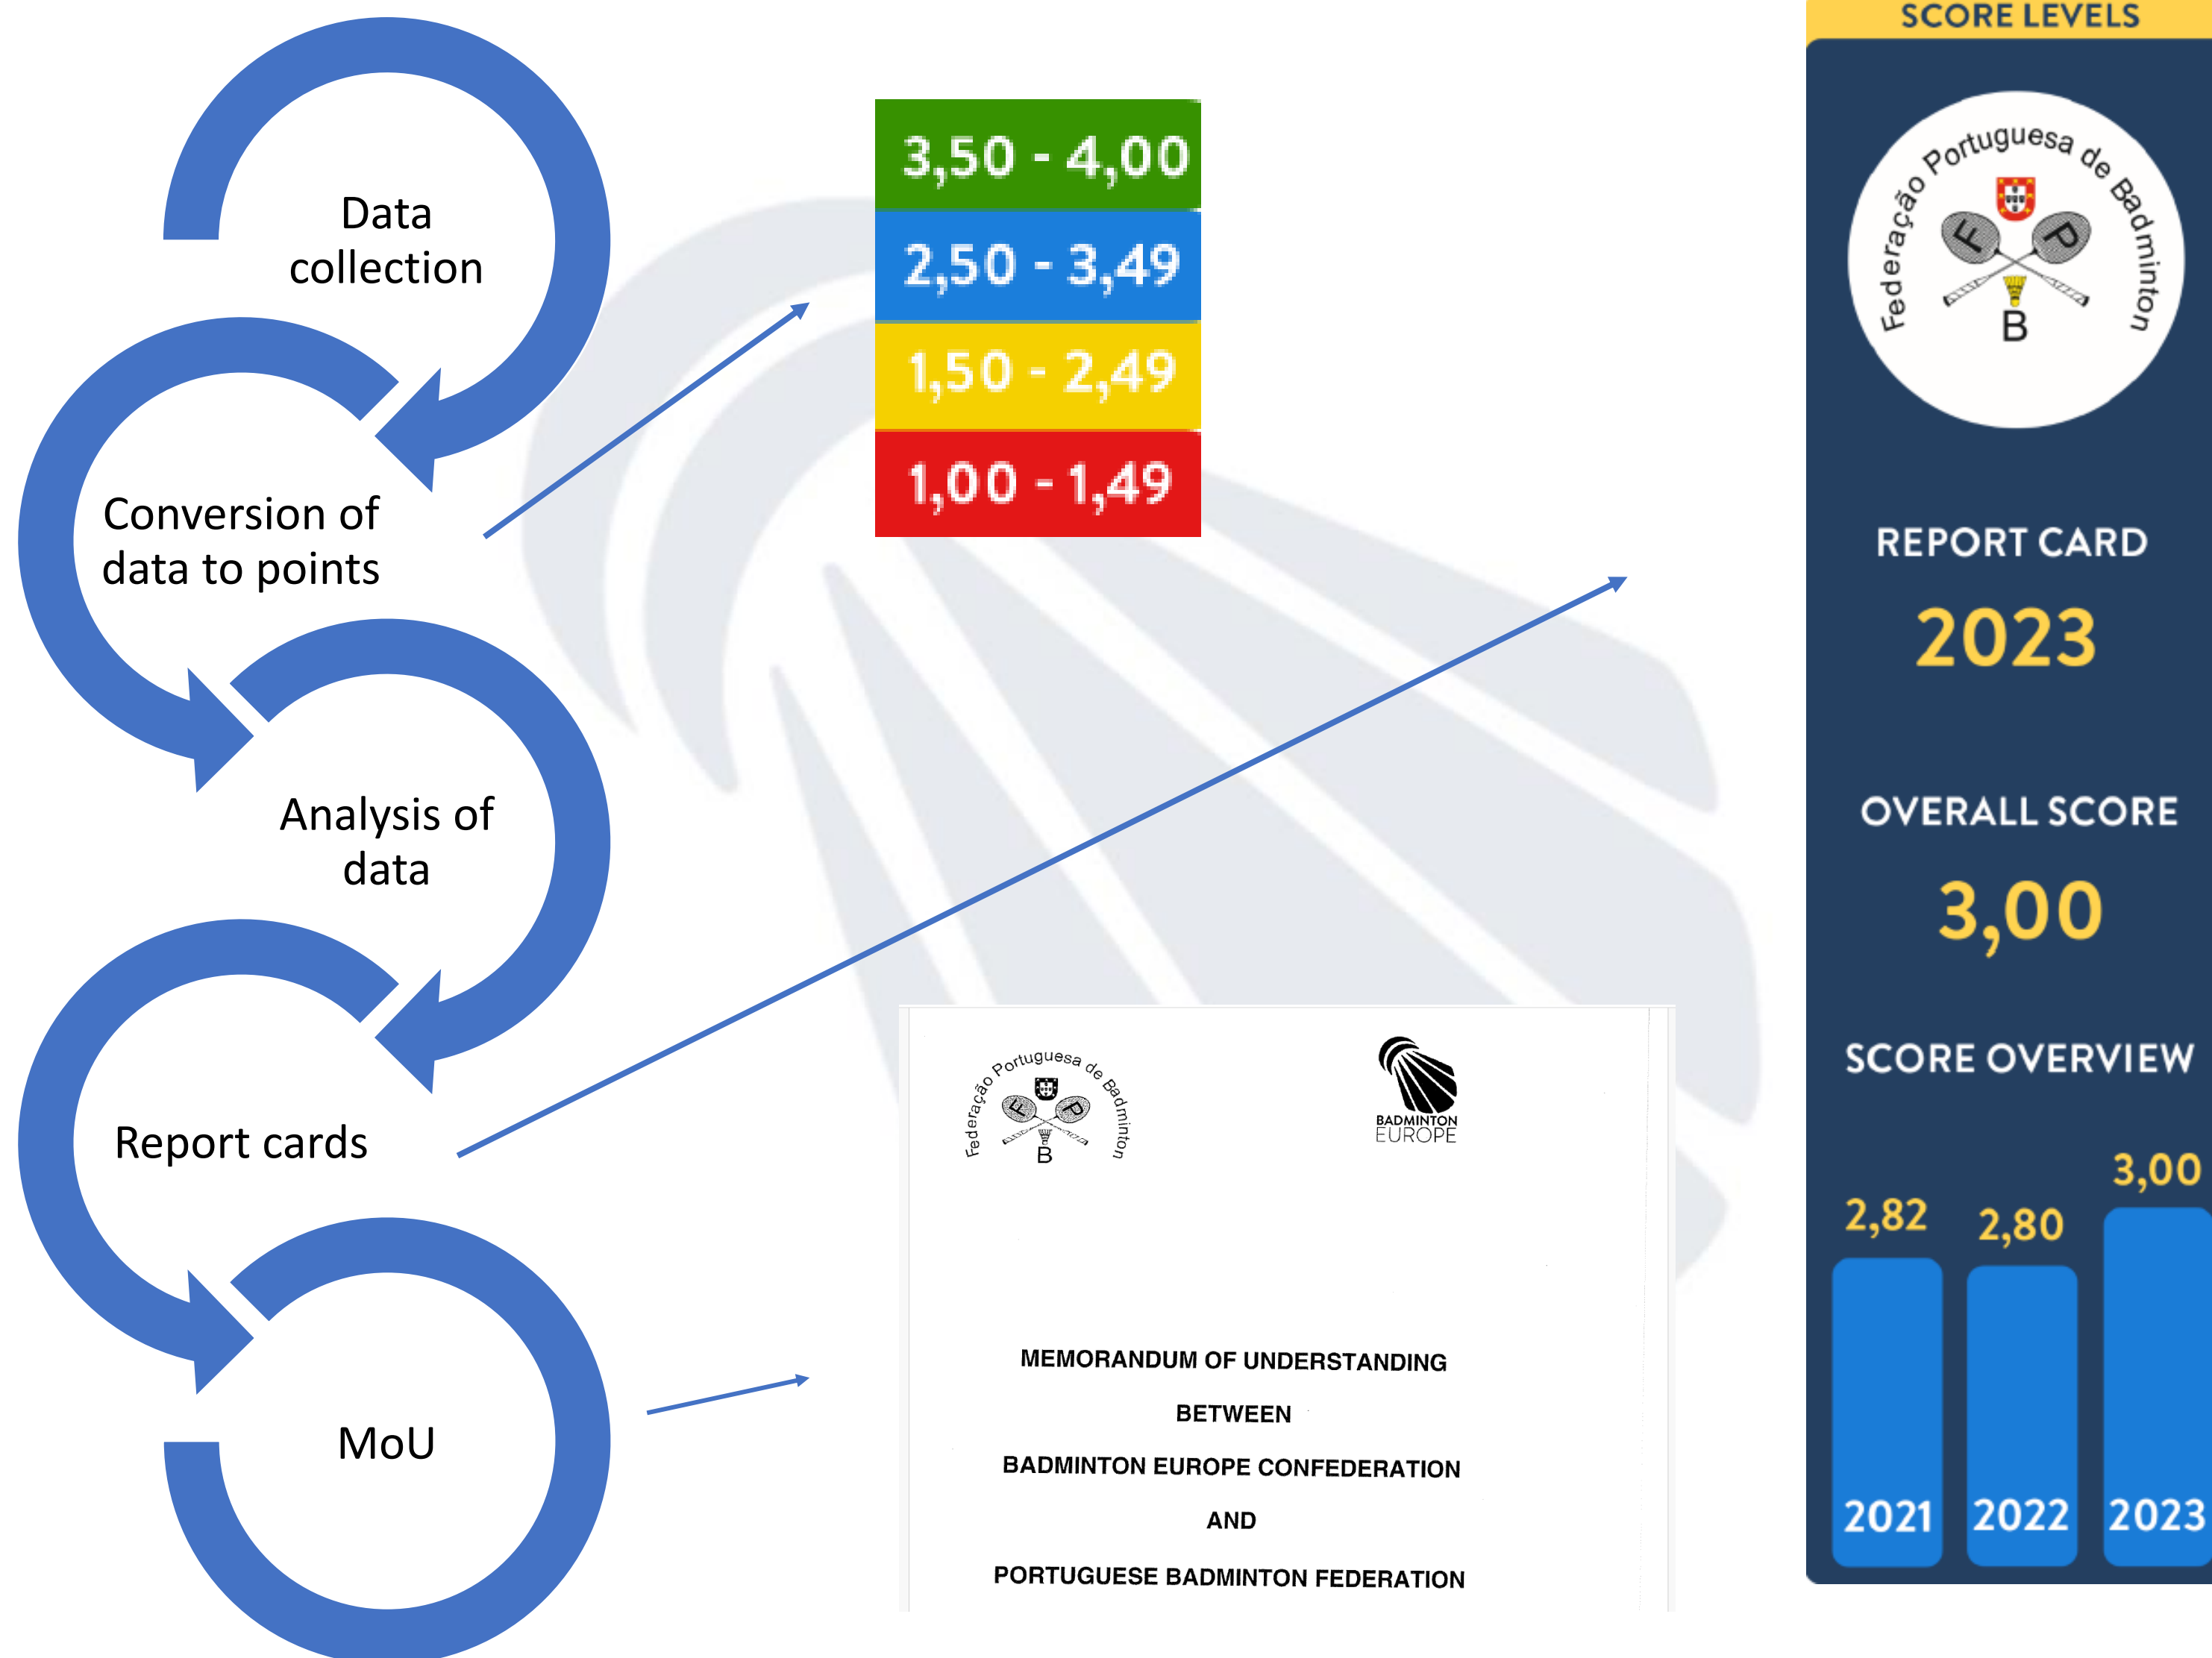 Data
collection
Conversion of
data to points
Analysis of
data
Report cards
MoU
3,50 - 4,00
2,50 - 3,49
1,50 - 2,49
1,00 - 1,49
Federação Portuguesa de Badminton
F P
B
BADMINTON
EUROPE
MEMORANDUM OF UNDERSTANDING
BETWEEN
BADMINTON EUROPE CONFEDERATION
AND
PORTUGUESE BADMINTON FEDERATION
SCORE LEVELS
Federação Portuguesa de Badminton
F P
B
REPORT CARD
2023
OVERALL SCORE
3,00
SCORE OVERVIEW
2,82 2,80 3,00
2021 2022 2023